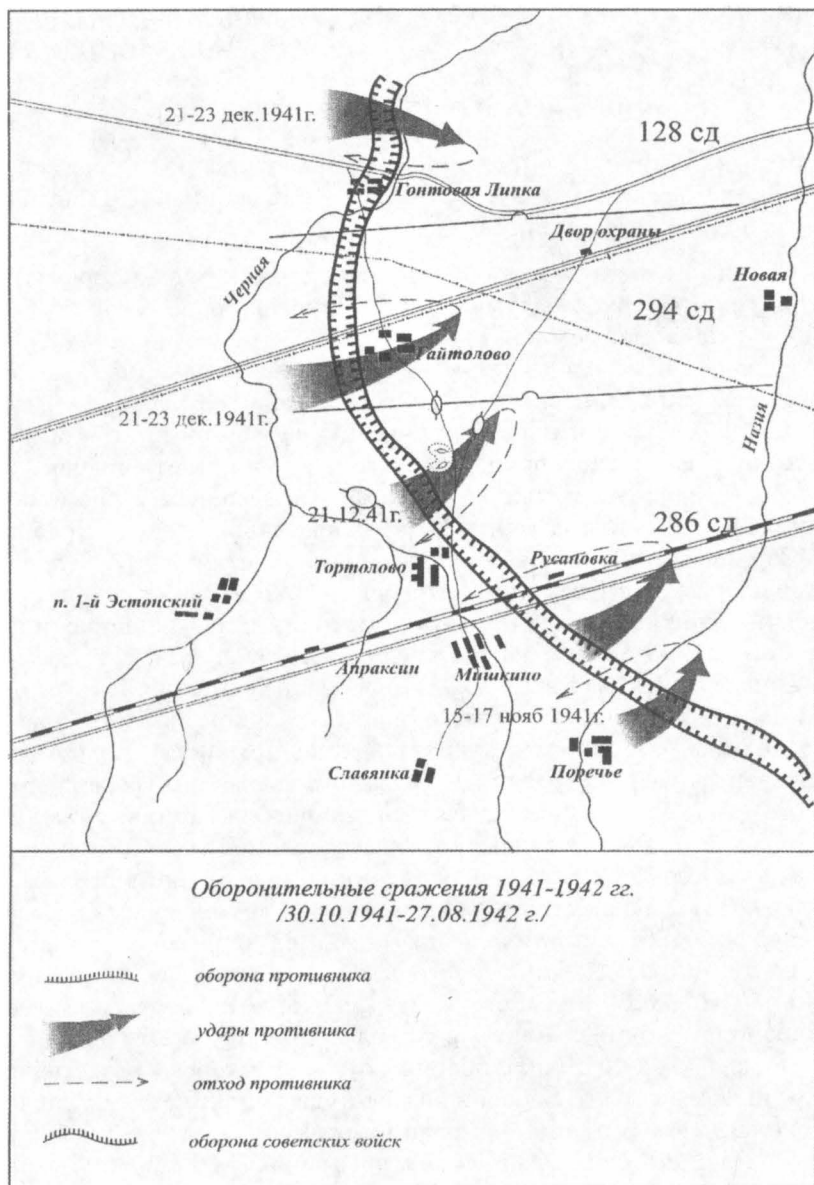 21-23 дек.1941г.
128 сд
Гонтовая Липка
Двор охраны
Черная
Новая
294 сд
Гайтолово
21-23 дек.1941г.
Назия
21.12.41г.
286 сд
Русановка
Тортолово
п. 1-й Эстонский
Апраксин
Мишкино
15-17 нояб 1941г.
Славянка
Поречье
Оборонительные сражения 1941-1942 гг.
/30.10.1941-27.08.1942 г./
оборона противника
удары противника
отход противника
оборона советских войск